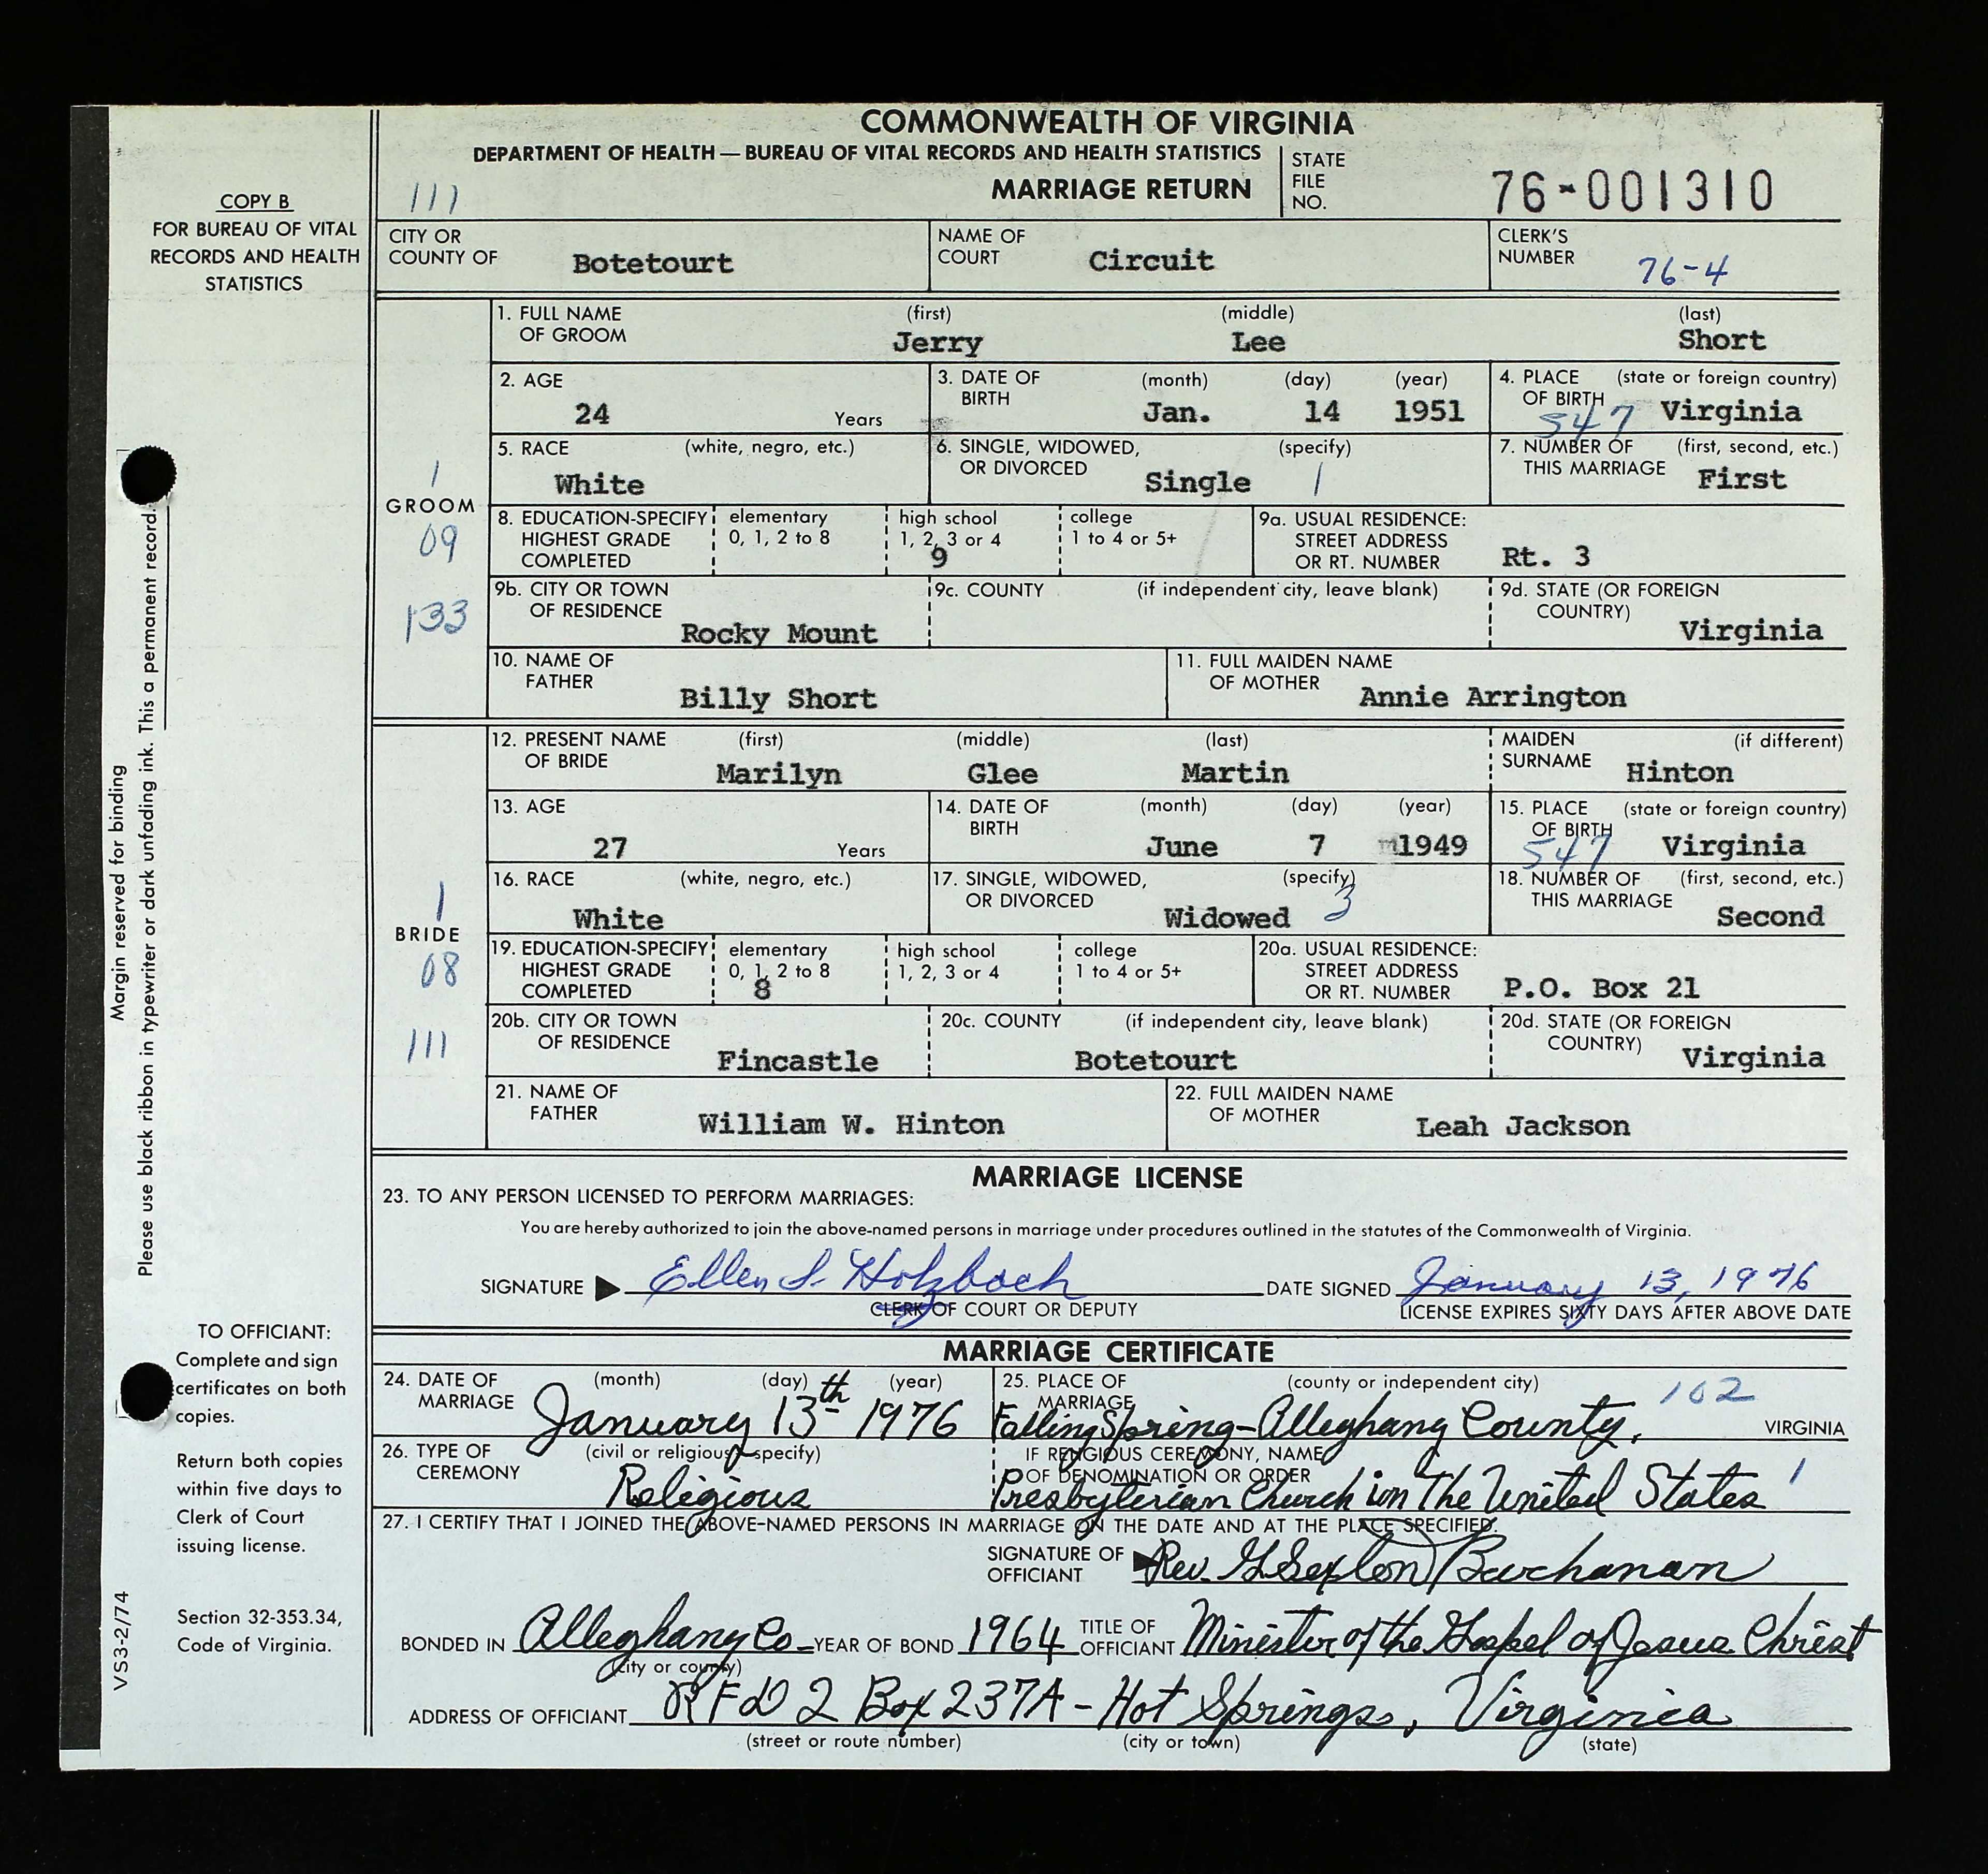 COMMONWEALTH OF VIRGINIA
DEPARTMENT OF HEALTH — BUREAU OF VITAL RECORDS AND HEALTH STATISTICS
MARRIAGE RETURN
STATE FILE NO. 76-001310
111
COPY B
FOR BUREAU OF VITAL
RECORDS AND HEALTH
STATISTICS
CITY OR COUNTY OF Botetourt NAME OF COURT Circuit CLERK'S NUMBER 76-4
1. FULL NAME OF GROOM (first) Jerry (middle) Lee (last) Short
2. AGE 24 Years 3. DATE OF BIRTH (month) Jan. (day) 14 (year) 1951 4. PLACE OF BIRTH (state or foreign country) 547 Virginia
5. RACE (white, negro, etc.) White 6. SINGLE, WIDOWED, OR DIVORCED (specify) Single 1 7. NUMBER OF THIS MARRIAGE (first, second, etc.) First
1
GROOM
09
133
8. EDUCATION-SPECIFY HIGHEST GRADE COMPLETED elementary 0, 1, 2 to 8 high school 1, 2, 3 or 4 9 college 1 to 4 or 5+ 9a. USUAL RESIDENCE: STREET ADDRESS OR RT. NUMBER Rt. 3
9b. CITY OR TOWN OF RESIDENCE Rocky Mount 9c. COUNTY (if independent city, leave blank) 9d. STATE (OR FOREIGN COUNTRY) Virginia
10. NAME OF FATHER Billy Short 11. FULL MAIDEN NAME OF MOTHER Annie Arrington
12. PRESENT NAME OF BRIDE (first) Marilyn (middle) Glee (last) Martin MAIDEN SURNAME (if different) Hinton
13. AGE 27 Years 14. DATE OF BIRTH (month) June (day) 7 (year) 1949 15. PLACE OF BIRTH (state or foreign country) 547 Virginia
16. RACE (white, negro, etc.) White 17. SINGLE, WIDOWED, OR DIVORCED (specify) Widowed 3 18. NUMBER OF THIS MARRIAGE (first, second, etc.) Second
1
BRIDE
08
111
19. EDUCATION-SPECIFY HIGHEST GRADE COMPLETED elementary 0, 1, 2 to 8 8 high school 1, 2, 3 or 4 college 1 to 4 or 5+ 20a. USUAL RESIDENCE: STREET ADDRESS OR RT. NUMBER P.O. Box 21
20b. CITY OR TOWN OF RESIDENCE Fincastle 20c. COUNTY (if independent city, leave blank) Botetourt 20d. STATE (OR FOREIGN COUNTRY) Virginia
21. NAME OF FATHER William W. Hinton 22. FULL MAIDEN NAME OF MOTHER Leah Jackson
Margin reserved for binding
Please use black ribbon in typewriter or dark unfading ink. This a permanent record.
MARRIAGE LICENSE
23. TO ANY PERSON LICENSED TO PERFORM MARRIAGES:
You are hereby authorized to join the above-named persons in marriage under procedures outlined in the statutes of the Commonwealth of Virginia.
SIGNATURE Ellen S. Holzbach DATE SIGNED January 13, 1976
CLERK OF COURT OR DEPUTY LICENSE EXPIRES SIXTY DAYS AFTER ABOVE DATE
MARRIAGE CERTIFICATE
24. DATE OF MARRIAGE (month) (day) (year) January 13th 1976 25. PLACE OF MARRIAGE (county or independent city) Falling Spring - Alleghany County, 102 VIRGINIA
26. TYPE OF CEREMONY (civil or religious, specify) Religious IF RELIGIOUS CEREMONY, NAME OF DENOMINATION OR ORDER Presbyterian Church in The United States 1
27. I CERTIFY THAT I JOINED THE ABOVE-NAMED PERSONS IN MARRIAGE ON THE DATE AND AT THE PLACE SPECIFIED.
SIGNATURE OF OFFICIANT Rev. G Sexton Buchanan
BONDED IN Alleghany Co (city or county) YEAR OF BOND 1964 TITLE OF OFFICIANT Minister of the Gospel of Jesus Christ
ADDRESS OF OFFICIANT RFD 2 Box 237A - Hot Springs, Virginia
(street or route number) (city or town) (state)
TO OFFICIANT:
Complete and sign
certificates on both
copies.
Return both copies
within five days to
Clerk of Court
issuing license.
Section 32-353.34,
Code of Virginia.
VS3-2/74